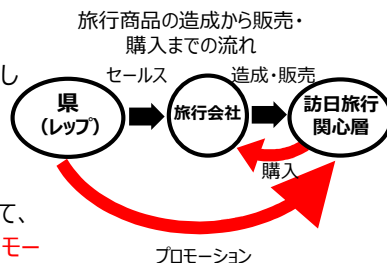 旅行商品の造成から販売・
購入までの流れ
し
セールス
造成・販売
県
(レップ)
旅行会社
訪日旅行
関心層
購入
て、
モー
プロモーション